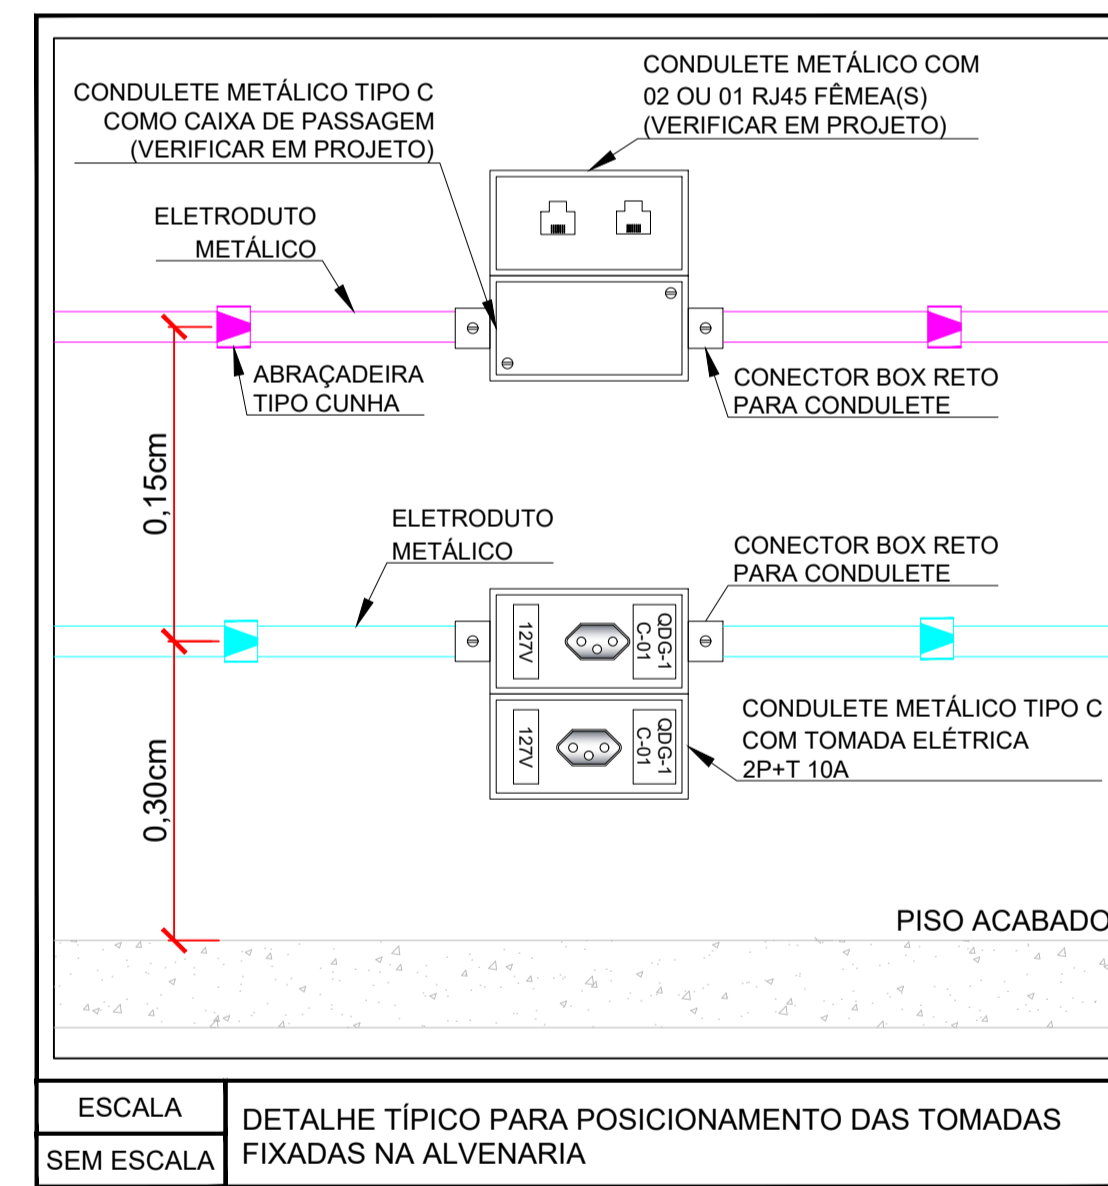 CONDULETE METÁLICO TIPO C
COMO CAIXA DE PASSAGEM
(VERIFICAR EM PROJETO)
CONDULETE METÁLICO COM
02 OU 01 RJ45 FÊMEA(S)
(VERIFICAR EM PROJETO)
ELETRODUTO
METÁLICO
ABRAÇADEIRA
TIPO CUNHA
CONECTOR BOX RETO
PARA CONDULETE
0,15cm
ELETRODUTO
METÁLICO
CONECTOR BOX RETO
PARA CONDULETE
127V
QDG-1
C-01
127V
QDG-1
C-01
CONDULETE METÁLICO TIPO C
COM TOMADA ELÉTRICA
2P+T 10A
0,30cm
PISO ACABADO
ESCALA
SEM ESCALA
DETALHE TÍPICO PARA POSICIONAMENTO DAS TOMADAS
FIXADAS NA ALVENARIA